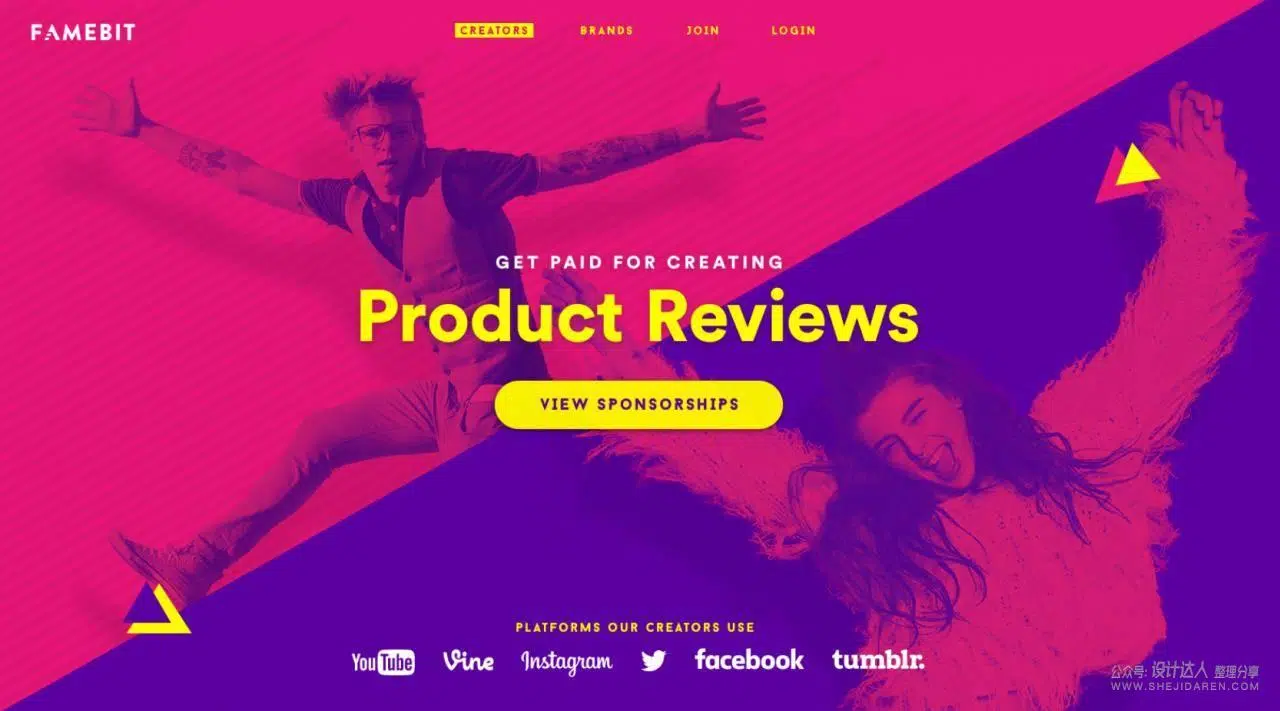 FAMEBIT
CREATORS BRANDS JOIN LOGIN
GET PAID FOR CREATING
Product Reviews
VIEW SPONSORSHIPS
PLATFORMS OUR CREATORS USE
YouTube Vine Instagram facebook tumblr.
公众号: 设计达人 整理分享
WWW.SHEJIDAREN.COM